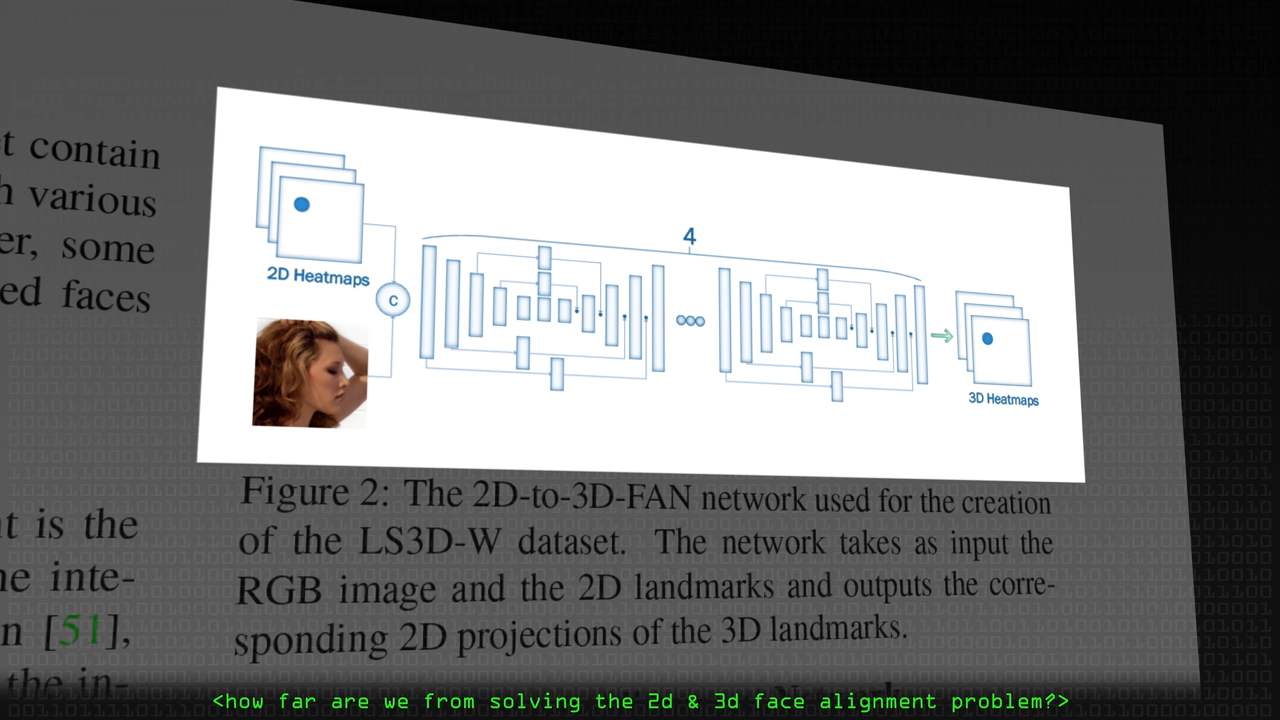 t contain
h various
er, some
ed faces
t is the
ne inte-
n [51],
the in-
2D Heatmaps
C
4
3D Heatmaps
Figure 2: The 2D-to-3D-FAN network used for the creation
of the LS3D-W dataset. The network takes as input the
RGB image and the 2D landmarks and outputs the corre-
sponding 2D projections of the 3D landmarks.
<how far are we from solving the 2d & 3d face alignment problem?>